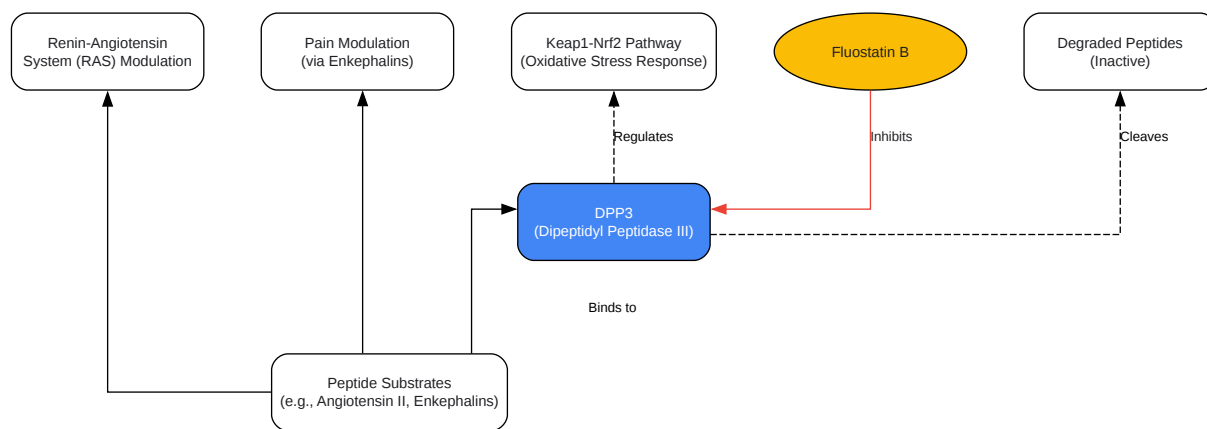 Renin-Angiotensin
System (RAS) Modulation
Pain Modulation
(via Enkephalins)
Keap1-Nrf2 Pathway
(Oxidative Stress Response)
Fluostatin B
Degraded Peptides
(Inactive)
Regulates
Inhibits
Cleaves
DPP3
(Dipeptidyl Peptidase III)
Binds to
Peptide Substrates
(e.g., Angiotensin II, Enkephalins)